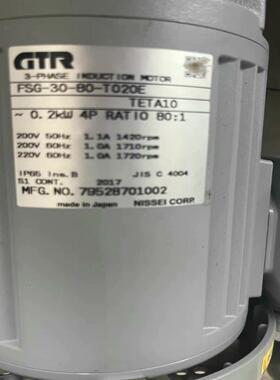 GTR
3-PHASE INDUCTION MOTOR
FSG-30-80-T020E
TETA10
~ 0.2kW 4P RATIO 80:1
200V 50Hz 1.1A 1420rpm
200V 60Hz 1.0A 1710rpm
220V 60Hz 1.0A 1720rpm
IP65 Ins.B JIS C 4004
S1 CONT. 2017
MFG.NO.79528701002
made in Japan NISSEI CORP.